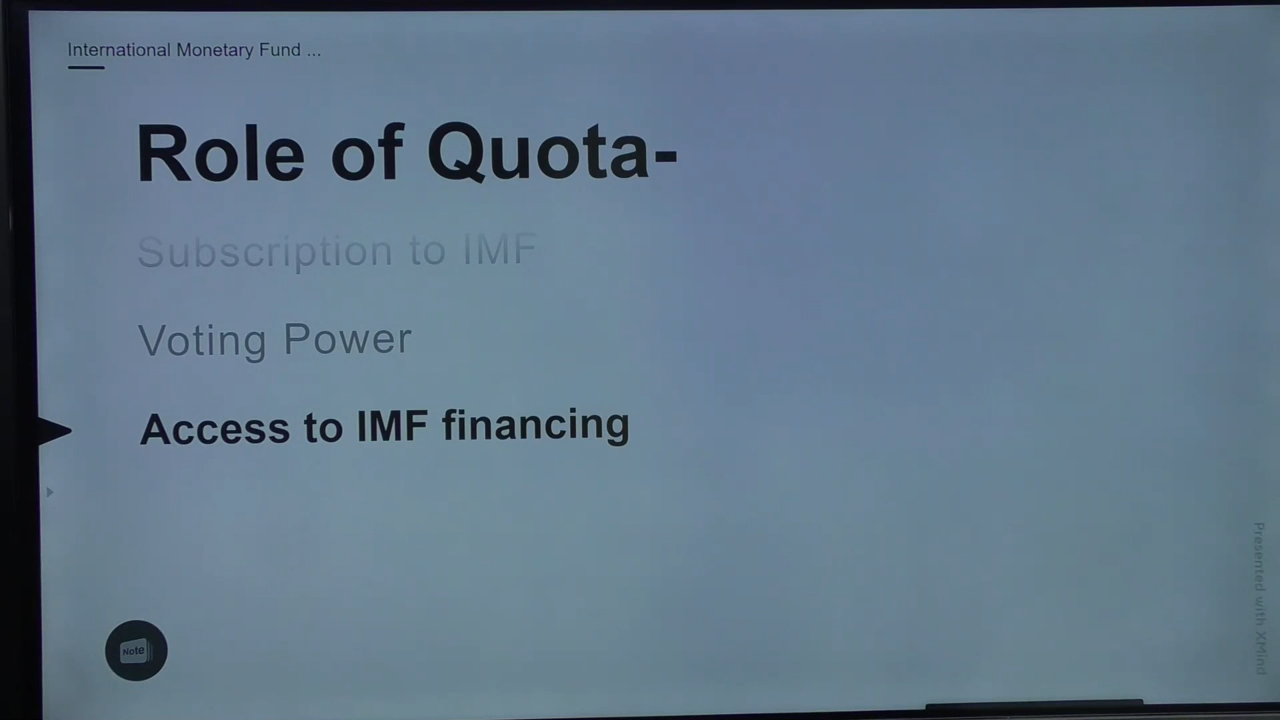 International Monetary Fund ...
Role of Quota-
Subscription to IMF
Voting Power
Access to IMF financing
Note
Presented with XMind